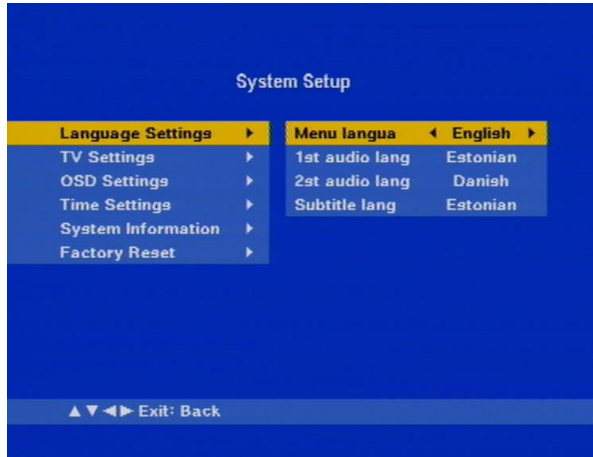 System Setup
Language Settings
TV Settings
OSD Settings
Time Settings
System Information
Factory Reset
Menu langua English
1st audio lang Estonian
2st audio lang Danish
Subtitle lang Estonian
▲▼◀▶ Exit: Back